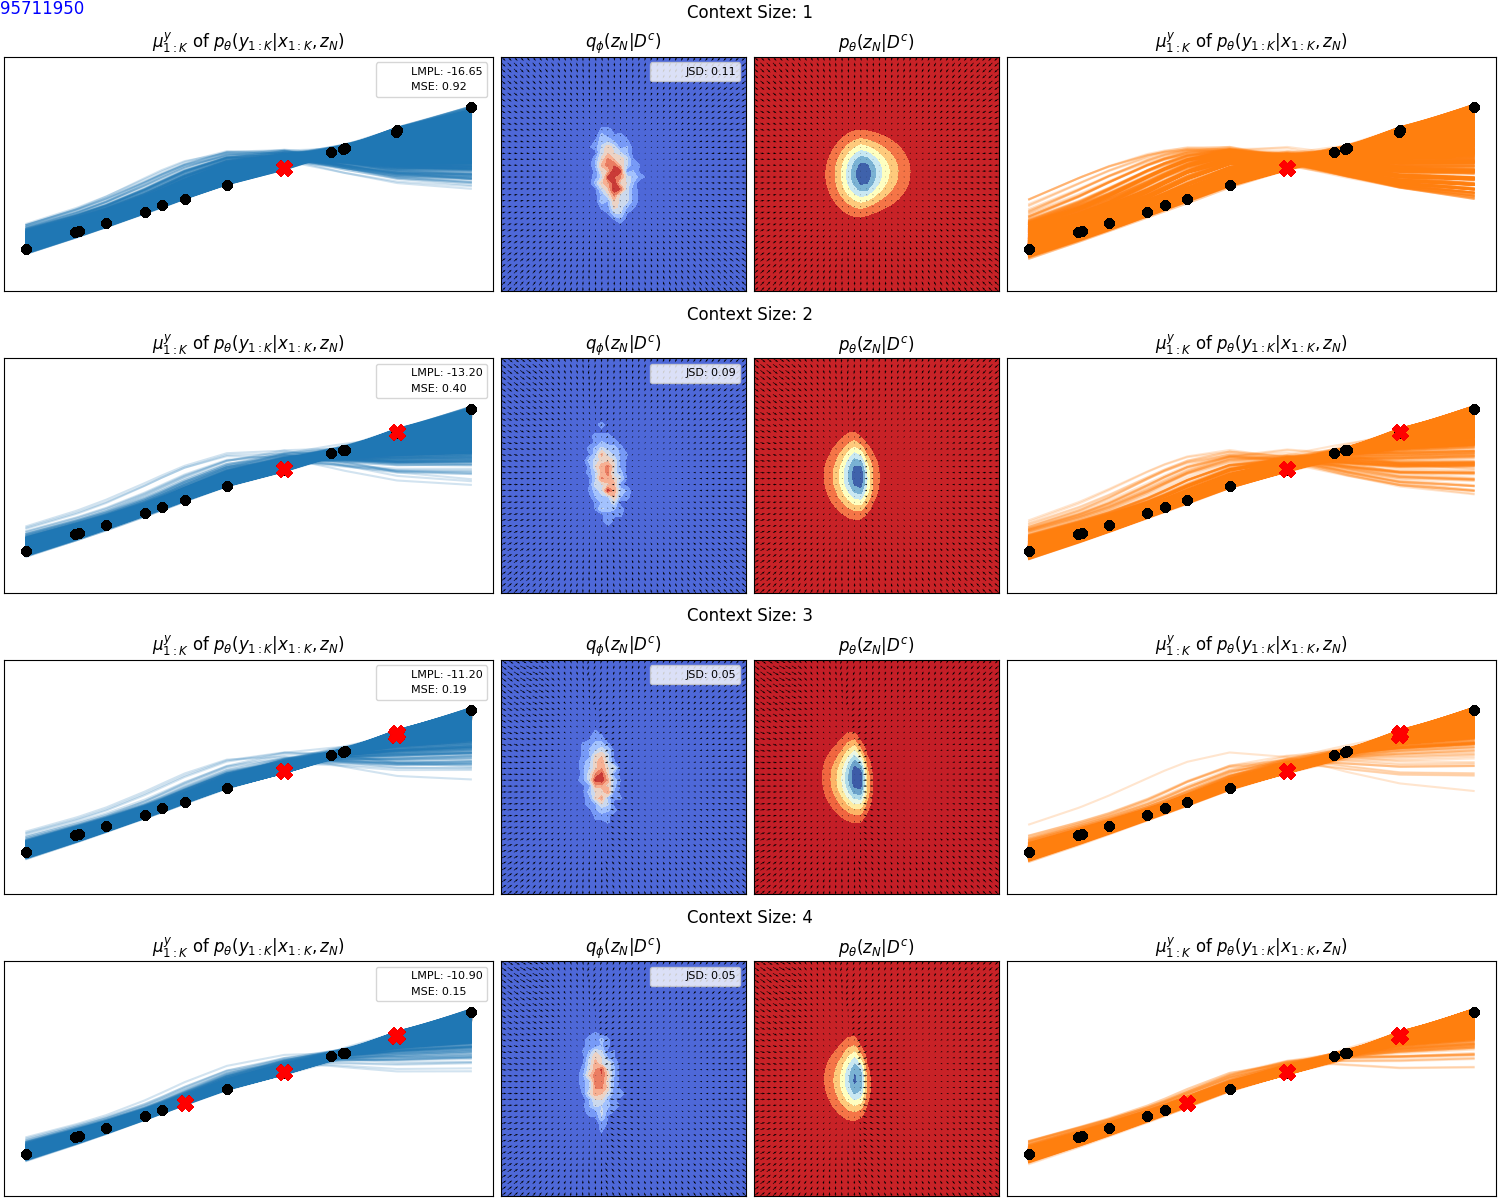 95711950
Context Size: 1
μ^y_{1:K} of p_θ(y_{1:K}|x_{1:K}, z_N)
q_ϕ(z_N|D^c)
p_θ(z_N|D^c)
μ^y_{1:K} of p_θ(y_{1:K}|x_{1:K}, z_N)
LMPL: -16.65
MSE: 0.92
JSD: 0.11
Context Size: 2
μ^y_{1:K} of p_θ(y_{1:K}|x_{1:K}, z_N)
q_ϕ(z_N|D^c)
p_θ(z_N|D^c)
μ^y_{1:K} of p_θ(y_{1:K}|x_{1:K}, z_N)
LMPL: -13.20
MSE: 0.40
JSD: 0.09
Context Size: 3
μ^y_{1:K} of p_θ(y_{1:K}|x_{1:K}, z_N)
q_ϕ(z_N|D^c)
p_θ(z_N|D^c)
μ^y_{1:K} of p_θ(y_{1:K}|x_{1:K}, z_N)
LMPL: -11.20
MSE: 0.19
JSD: 0.05
Context Size: 4
μ^y_{1:K} of p_θ(y_{1:K}|x_{1:K}, z_N)
q_ϕ(z_N|D^c)
p_θ(z_N|D^c)
μ^y_{1:K} of p_θ(y_{1:K}|x_{1:K}, z_N)
LMPL: -10.90
MSE: 0.15
JSD: 0.05